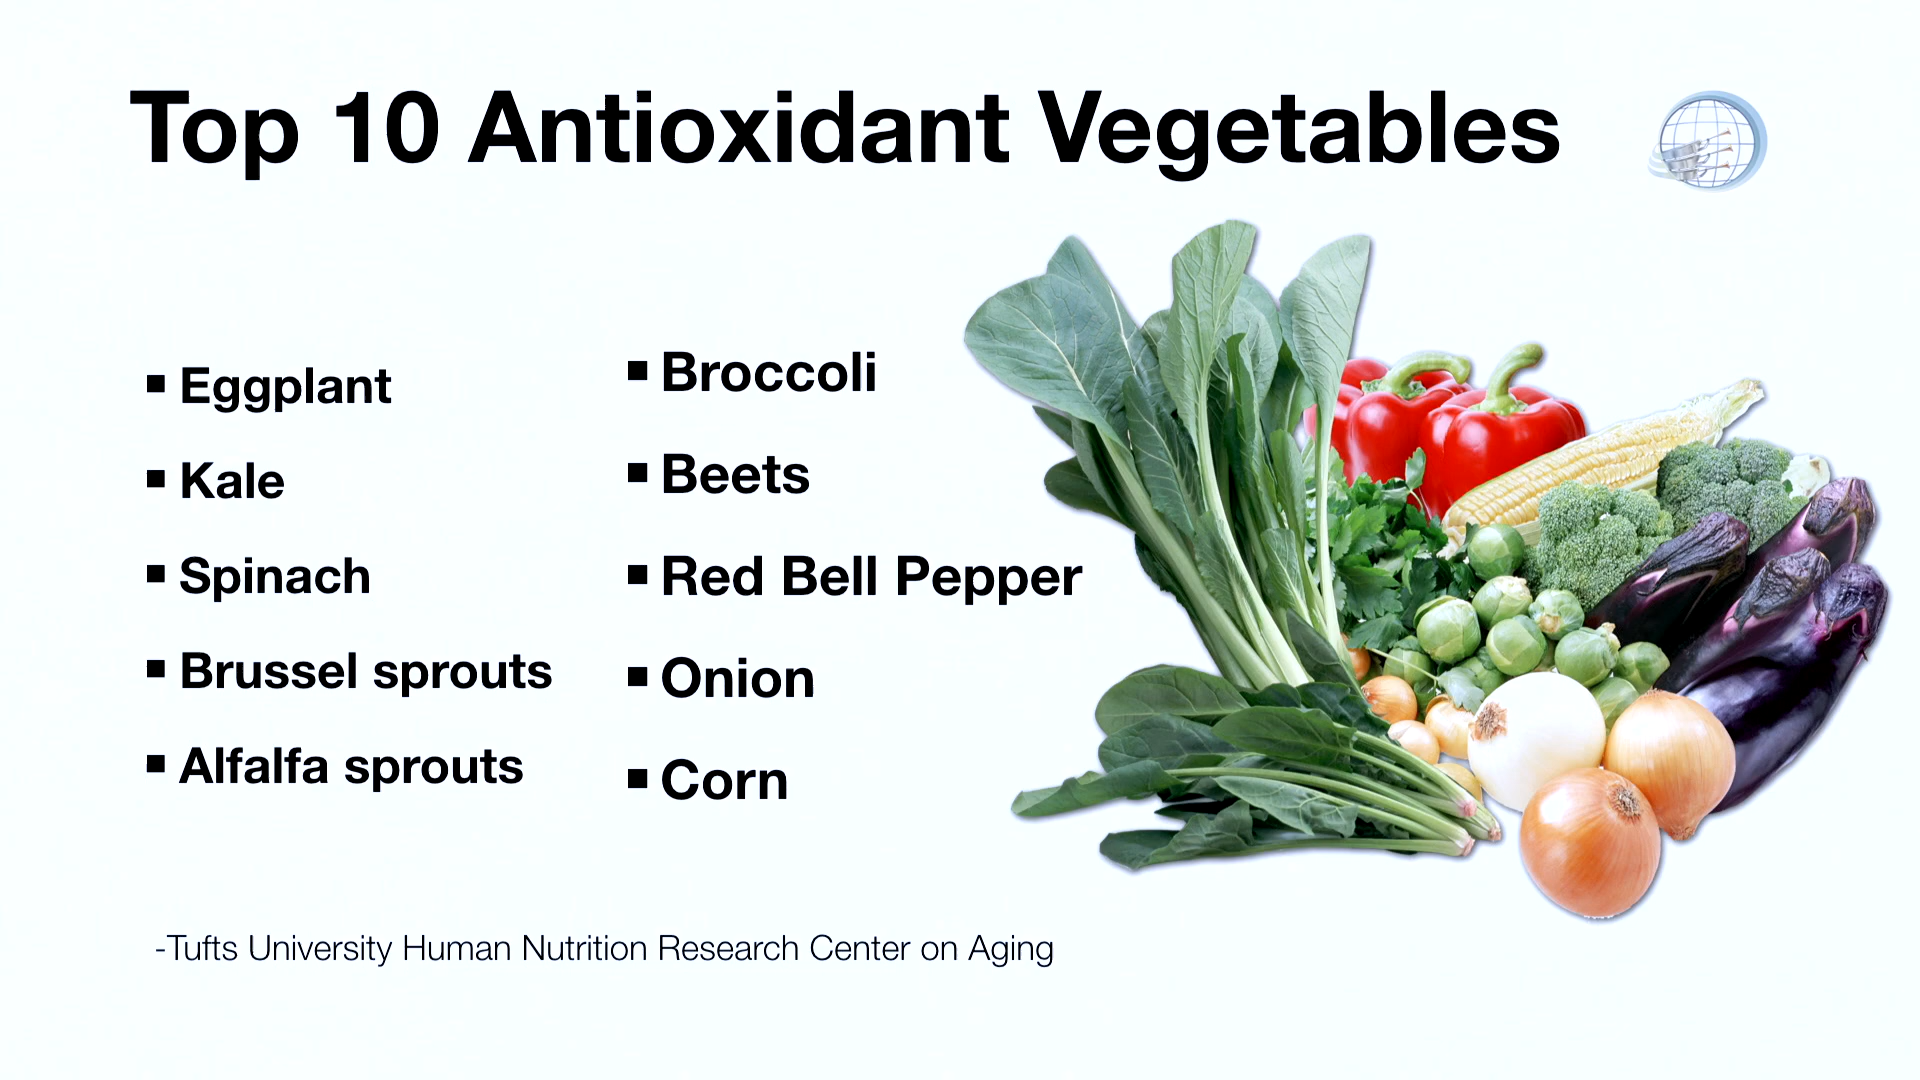 Top 10 Antioxidant Vegetables
▪ Eggplant
▪ Kale
▪ Spinach
▪ Brussel sprouts
▪ Alfalfa sprouts
▪ Broccoli
▪ Beets
▪ Red Bell Pepper
▪ Onion
▪ Corn
-Tufts University Human Nutrition Research Center on Aging